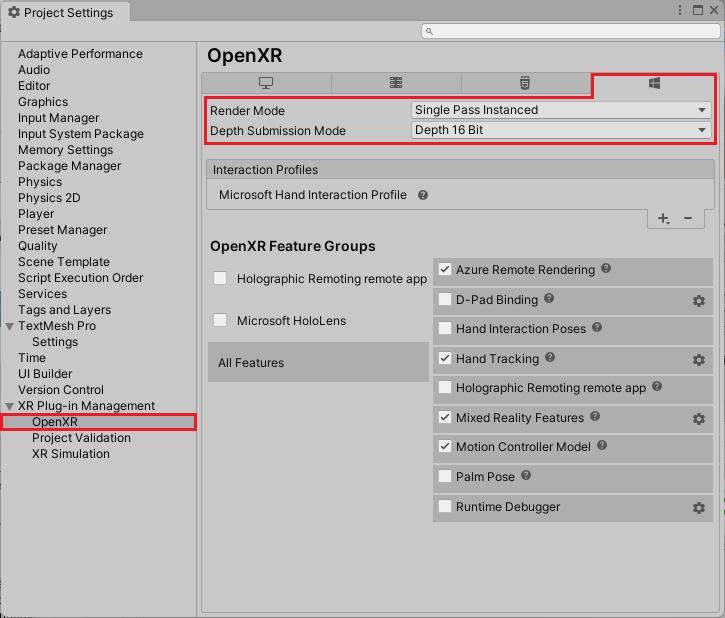 Project Settings
Adaptive Performance
Audio
Editor
Graphics
Input Manager
Input System Package
Memory Settings
Package Manager
Physics
Physics 2D
Player
Preset Manager
Quality
Scene Template
Script Execution Order
Services
Tags and Layers
TextMesh Pro
Settings
Time
UI Builder
Version Control
XR Plug-in Management
OpenXR
Project Validation
XR Simulation
OpenXR
Render Mode Single Pass Instanced
Depth Submission Mode Depth 16 Bit
Interaction Profiles
Microsoft Hand Interaction Profile
OpenXR Feature Groups
Holographic Remoting remote app
Microsoft HoloLens
All Features
Azure Remote Rendering
D-Pad Binding
Hand Interaction Poses
Hand Tracking
Holographic Remoting remote app
Mixed Reality Features
Motion Controller Model
Palm Pose
Runtime Debugger